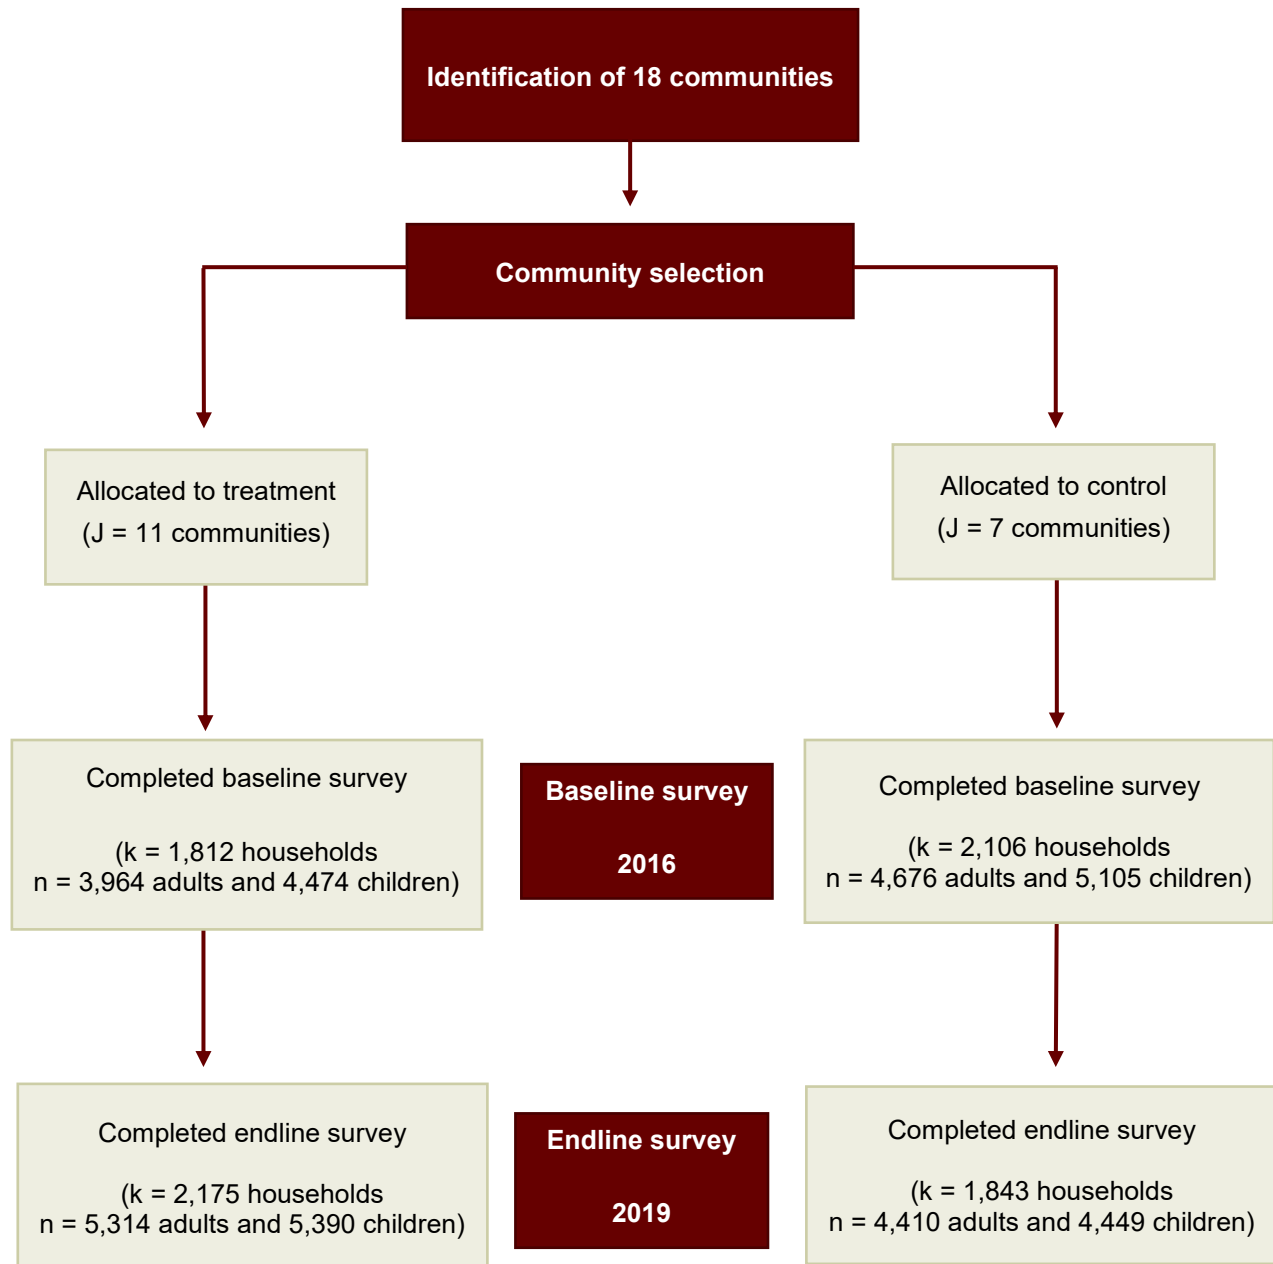 Identification of 18 communities
Community selection
Allocated to treatment
(J = 11 communities)
Allocated to control
(J = 7 communities)
Completed baseline survey
(k = 1,812 households
n = 3,964 adults and 4,474 children)
Baseline survey
2016
Completed baseline survey
(k = 2,106 households
n = 4,676 adults and 5,105 children)
Completed endline survey
(k = 2,175 households
n = 5,314 adults and 5,390 children)
Endline survey
2019
Completed endline survey
(k = 1,843 households
n = 4,410 adults and 4,449 children)